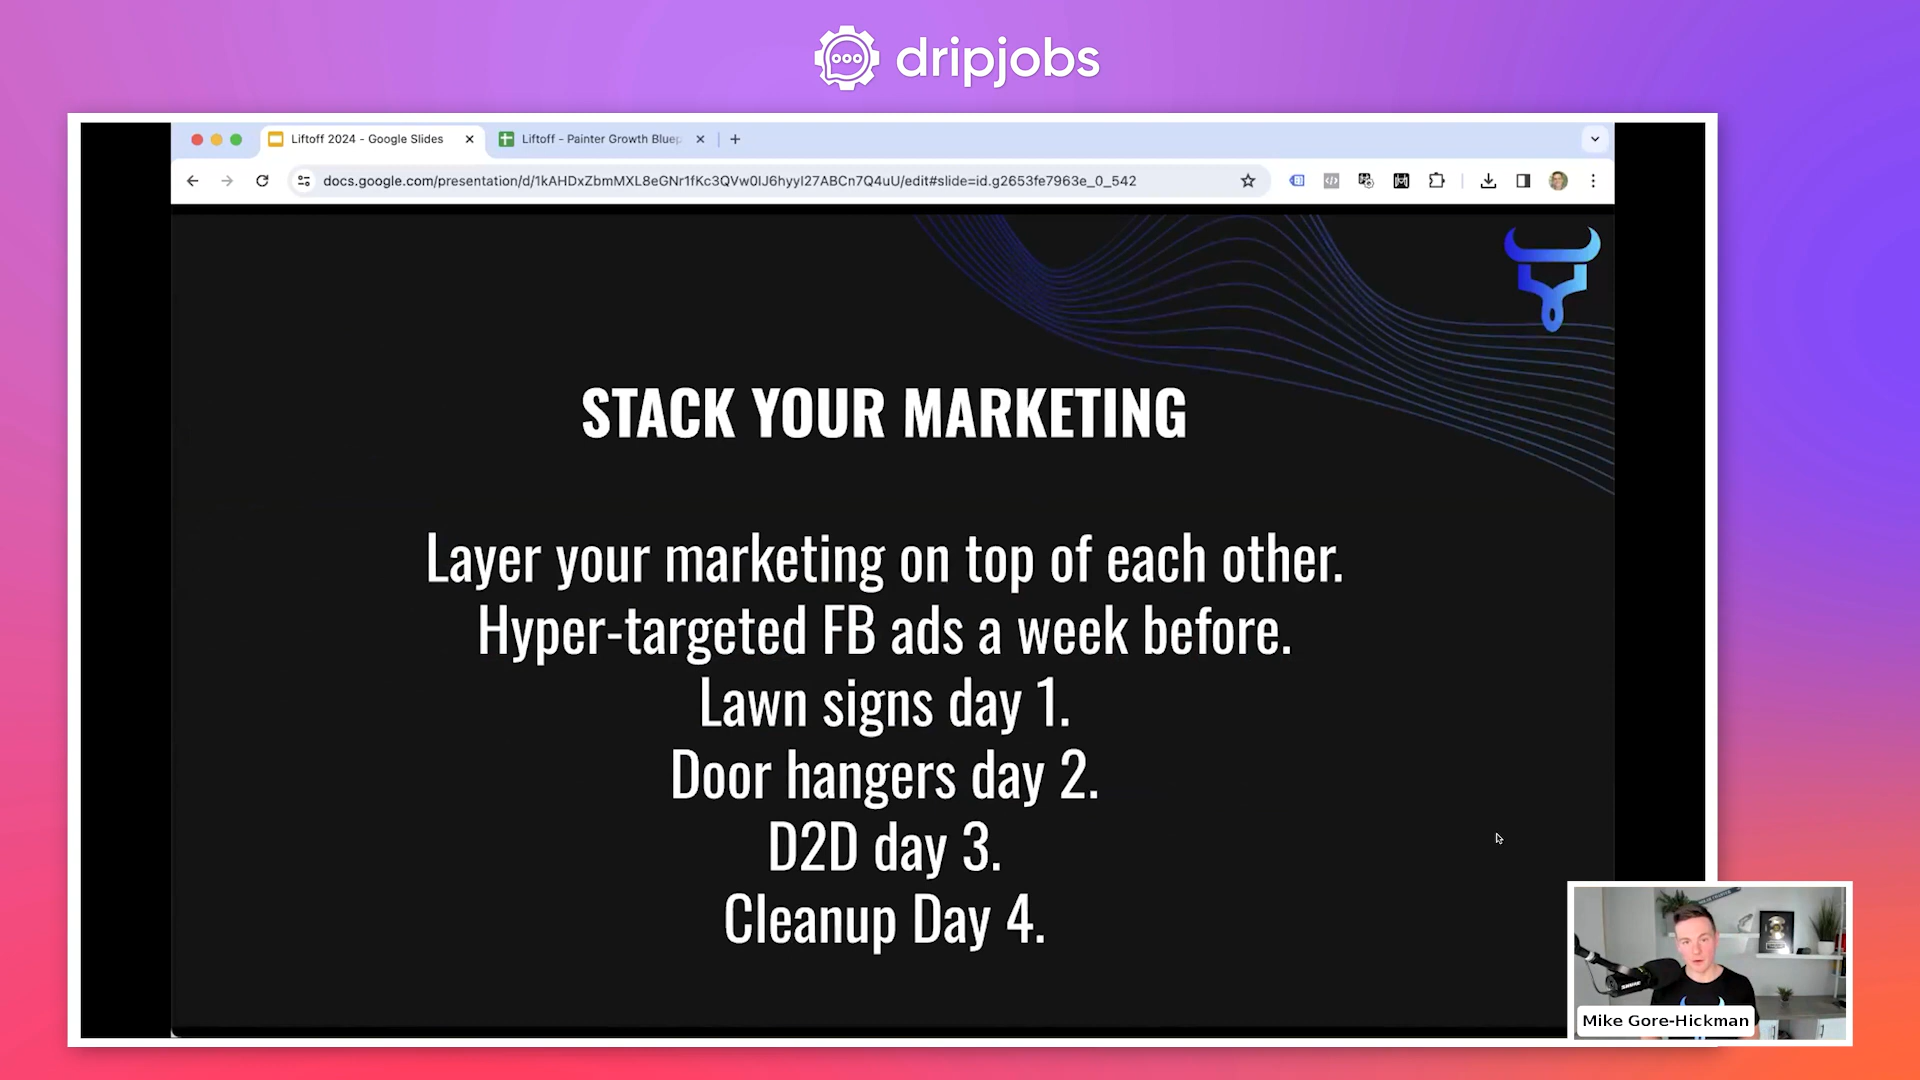 dripjobs
Liftoff 2024 - Google Slides
Liftoff - Painter Growth Bluep
docs.google.com/presentation/d/1kAHDxZbmMXL8eGNr1fKc3QVw0IJ6hyyI27ABCn7Q4uU/edit#slide=id.g2653fe7963e_0_542
STACK YOUR MARKETING
Layer your marketing on top of each other.
Hyper-targeted FB ads a week before.
Lawn signs day 1.
Door hangers day 2.
D2D day 3.
Cleanup Day 4.
SHURE
Mike Gore-Hickman